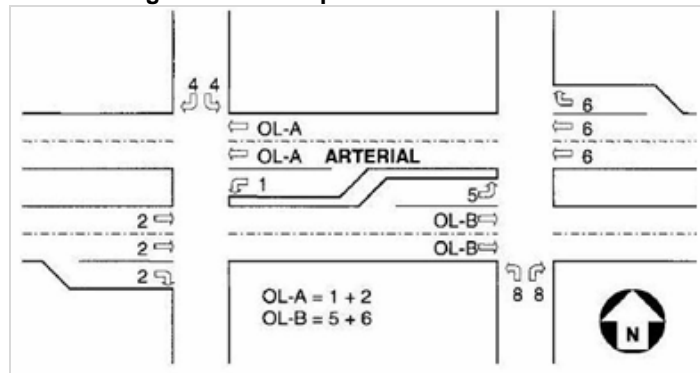 4 4
6
OL-A
6
OL-A ARTERIAL
6
1
5
2
OL-B
2
OL-B
2
8 8
OL-A = 1 + 2
OL-B = 5 + 6
N